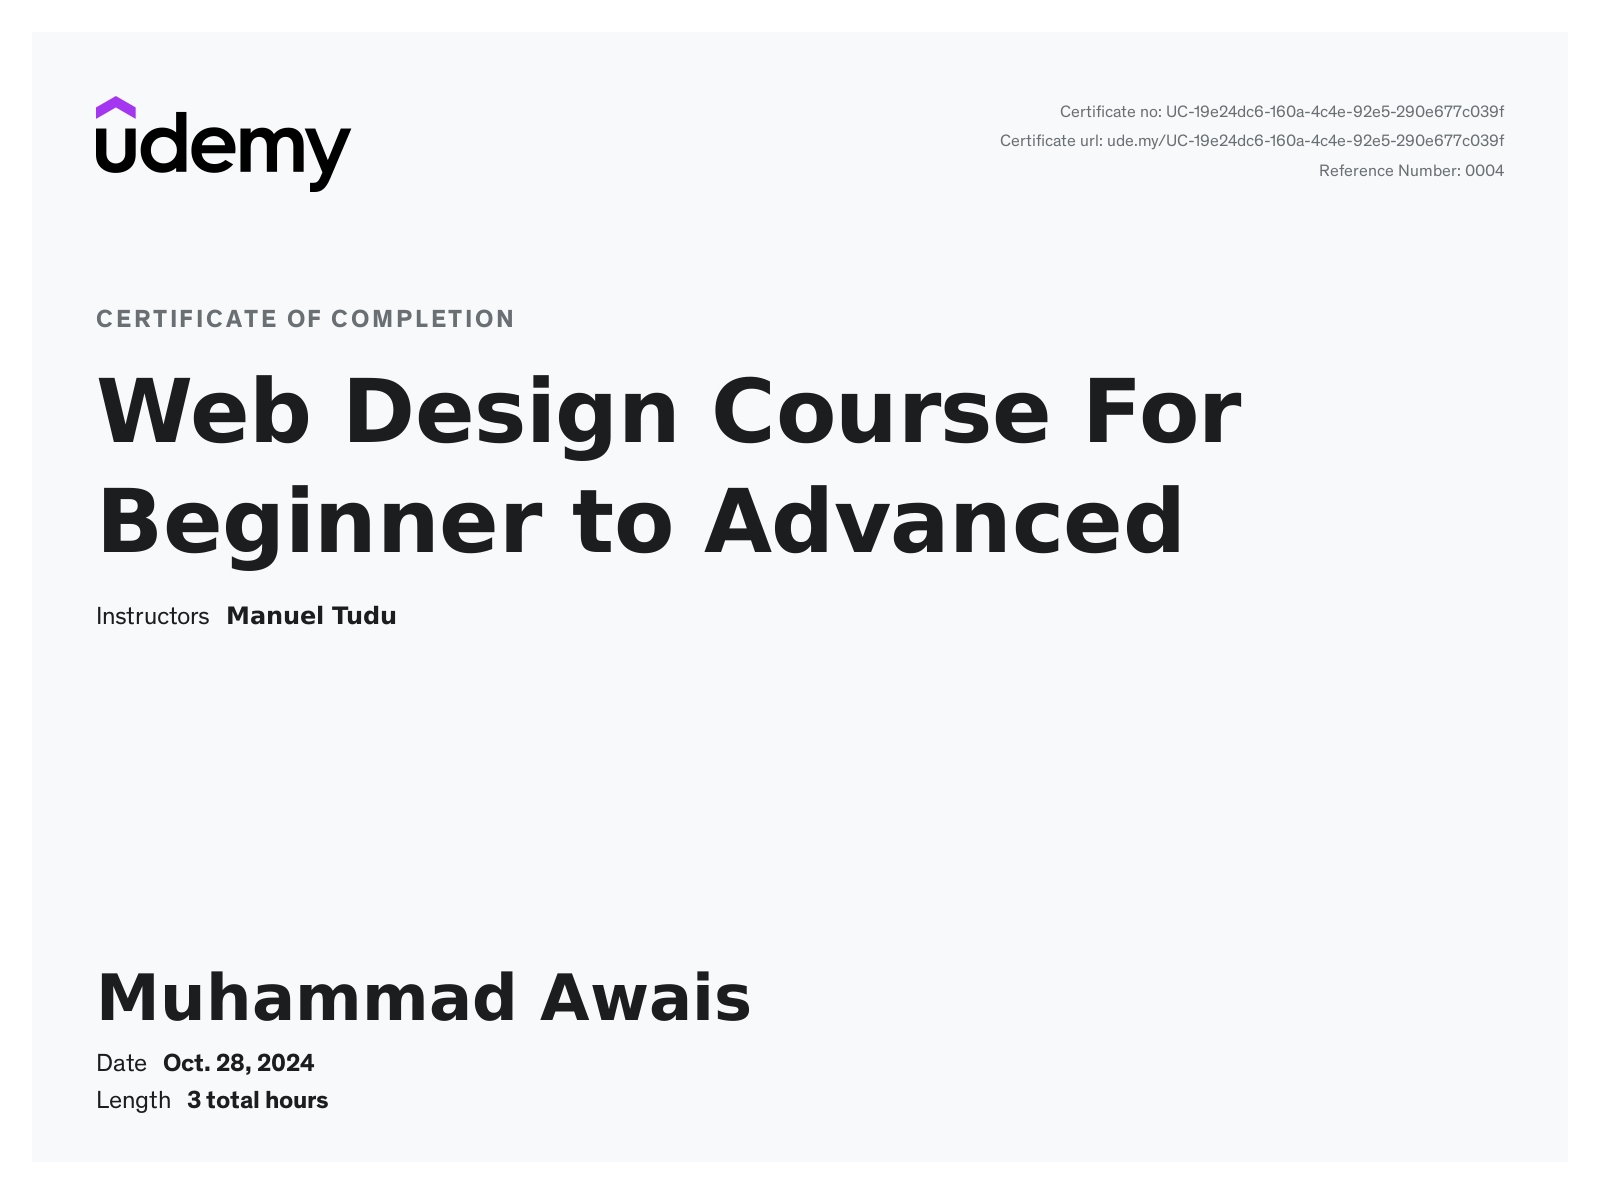 udemy
Certificate no: UC-19e24dc6-160a-4c4e-92e5-290e677c039f
Certificate url: ude.my/UC-19e24dc6-160a-4c4e-92e5-290e677c039f
Reference Number: 0004
CERTIFICATE OF COMPLETION
Web Design Course For
Beginner to Advanced
Instructors Manuel Tudu
Muhammad Awais
Date Oct. 28, 2024
Length 3 total hours